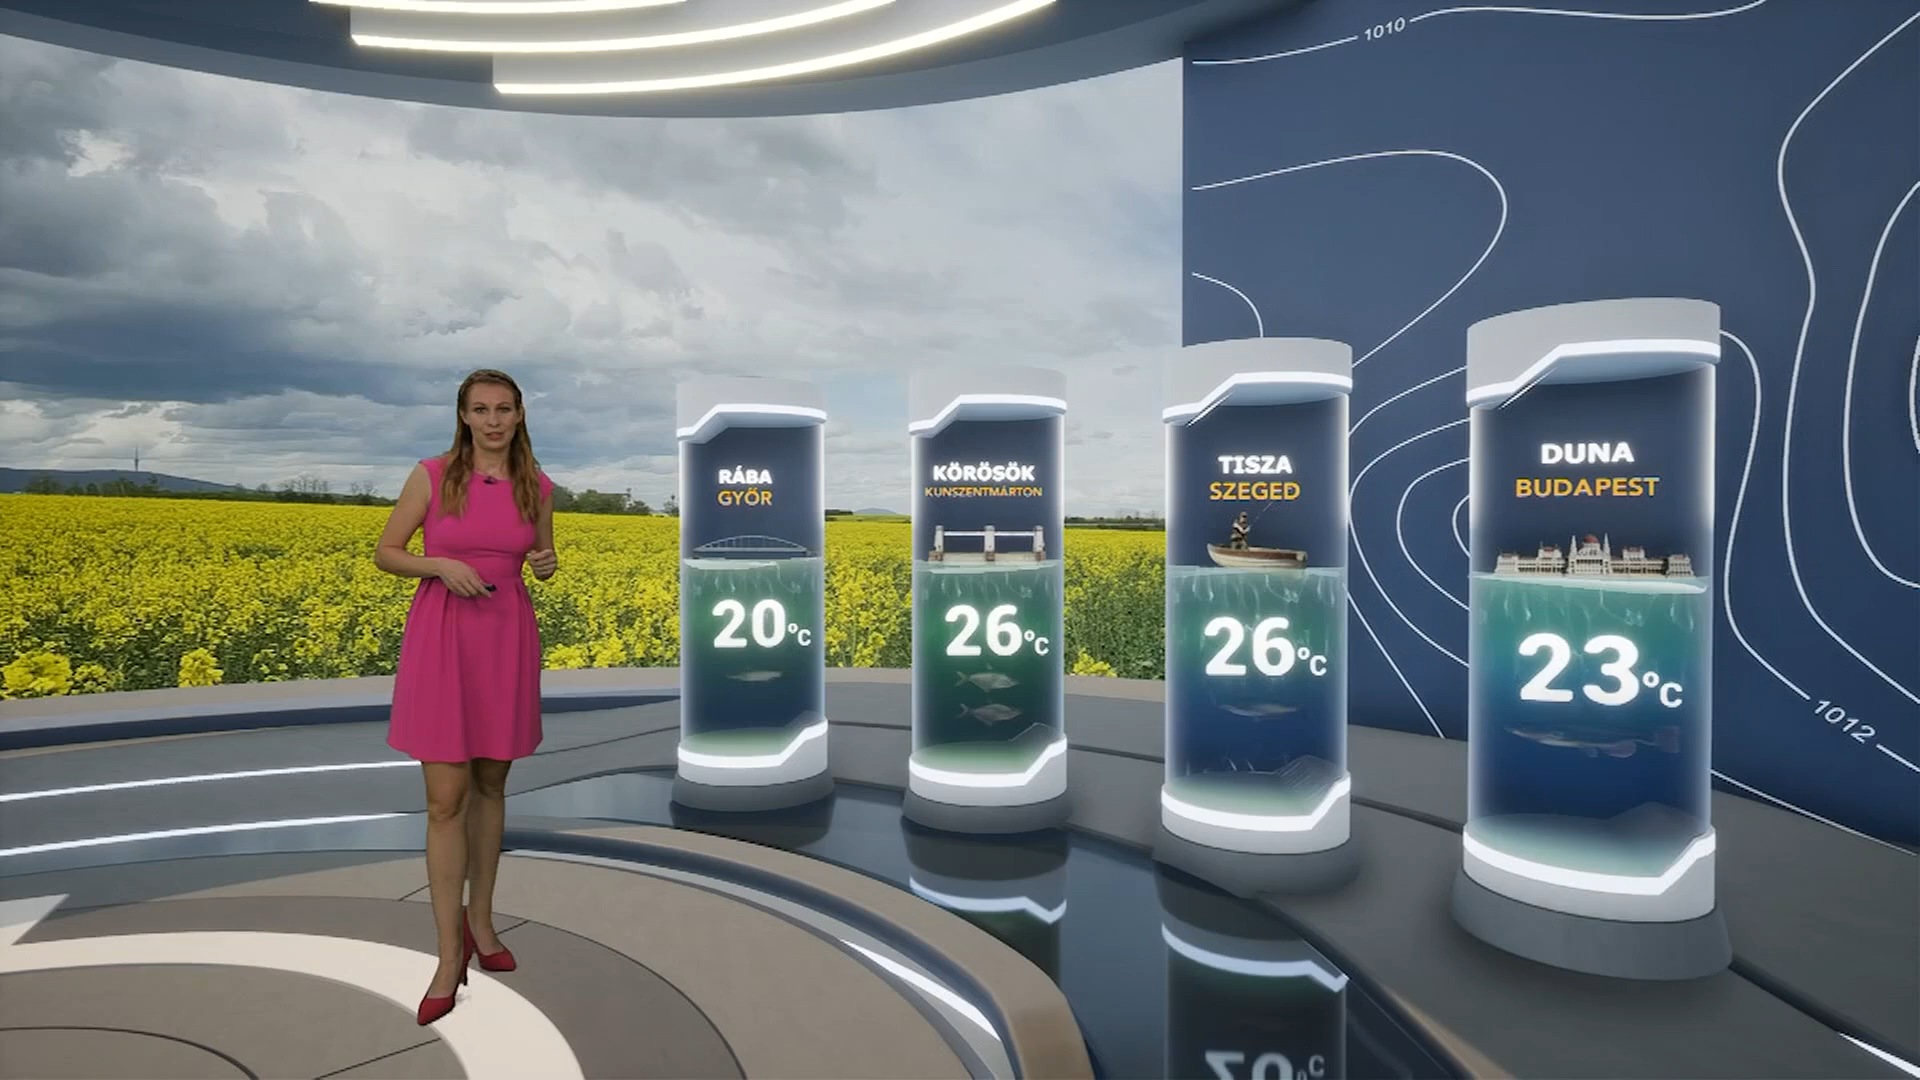 1010
RÁBA
GYŐR
20°C
KÖRÖSÖK
KUNSZENTMÁRTON
26°C
TISZA
SZEGED
26°C
DUNA
BUDAPEST
23°C
1012